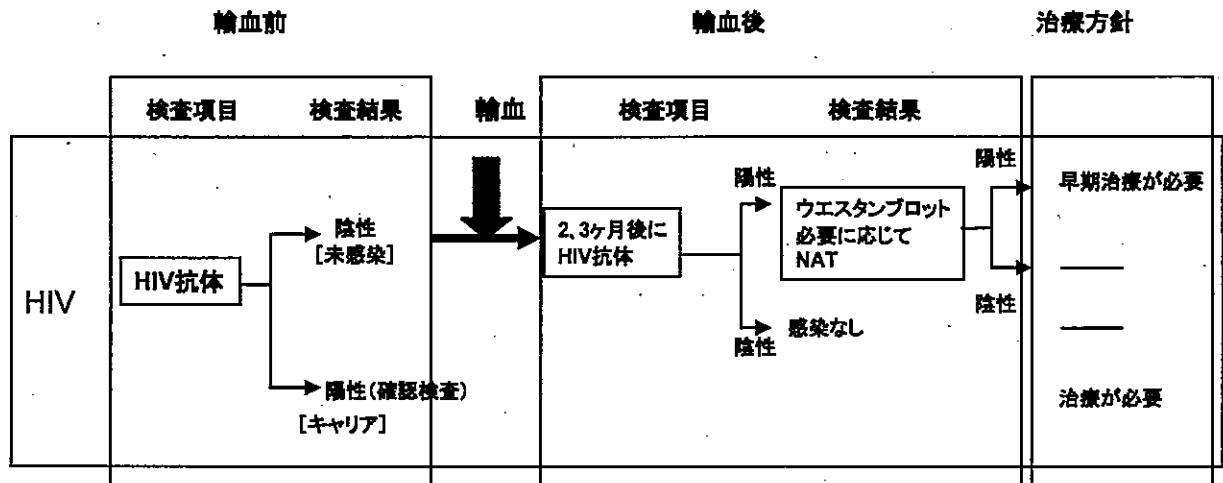 輸血前
輸血後
治療方針
検査項目
検査結果
輸血
検査項目
検査結果
HIV
HIV抗体
陰性
[未感染]
陽性(確認検査)
[キャリア]
2、3ヶ月後に
HIV抗体
陽性
ウエスタンブロット
必要に応じて
NAT
陰性
感染なし
陽性
陰性
早期治療が必要
治療が必要